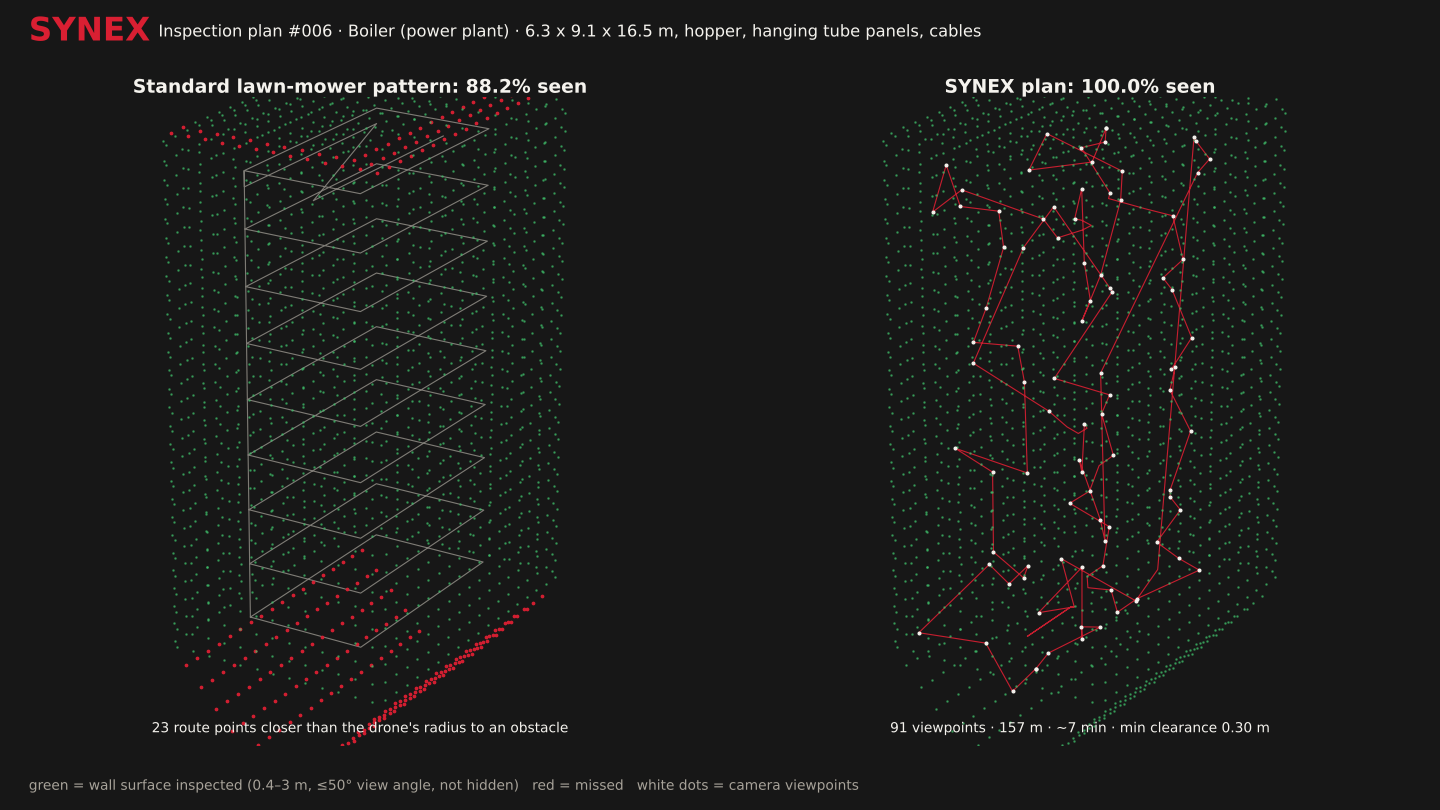 SYNEX Inspection plan #006 · Boiler (power plant) · 6.3 x 9.1 x 16.5 m, hopper, hanging tube panels, cables
Standard lawn-mower pattern: 88.2% seen
SYNEX plan: 100.0% seen
23 route points closer than the drone's radius to an obstacle
91 viewpoints · 157 m · ~7 min · min clearance 0.30 m
green = wall surface inspected (0.4–3 m, ≤50° view angle, not hidden)   red = missed   white dots = camera viewpoints